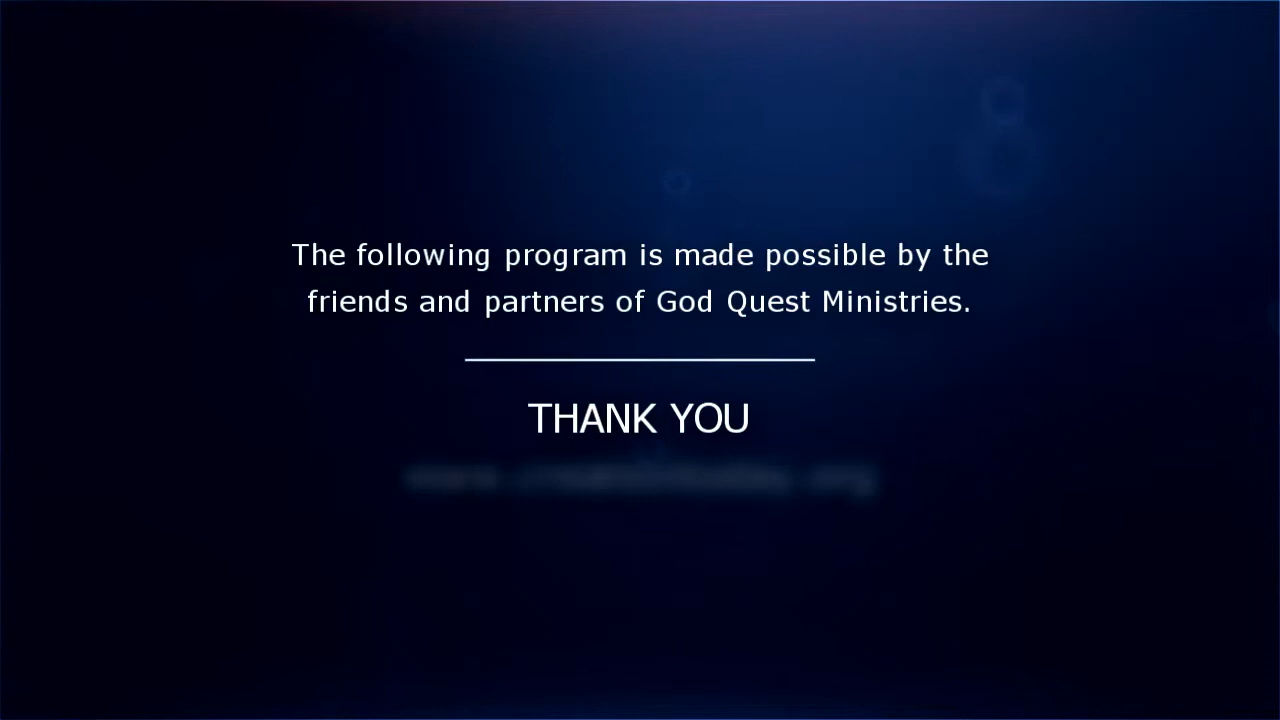 The following program is made possible by the
friends and partners of God Quest Ministries.
THANK YOU